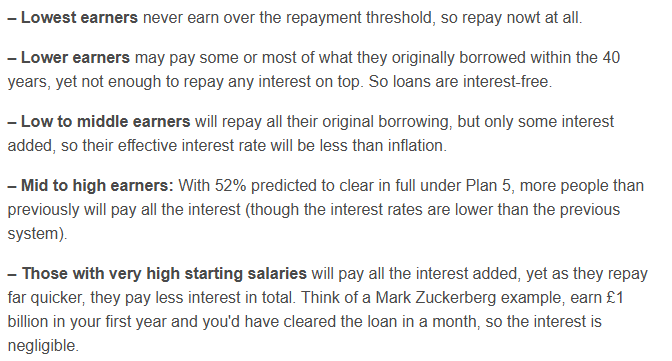 – Lowest earners never earn over the repayment threshold, so repay nowt at all.
– Lower earners may pay some or most of what they originally borrowed within the 40
years, yet not enough to repay any interest on top. So loans are interest-free.
– Low to middle earners will repay all their original borrowing, but only some interest
added, so their effective interest rate will be less than inflation.
– Mid to high earners: With 52% predicted to clear in full under Plan 5, more people than
previously will pay all the interest (though the interest rates are lower than the previous
system).
– Those with very high starting salaries will pay all the interest added, yet as they repay
far quicker, they pay less interest in total. Think of a Mark Zuckerberg example, earn £1
billion in your first year and you'd have cleared the loan in a month, so the interest is
negligible.